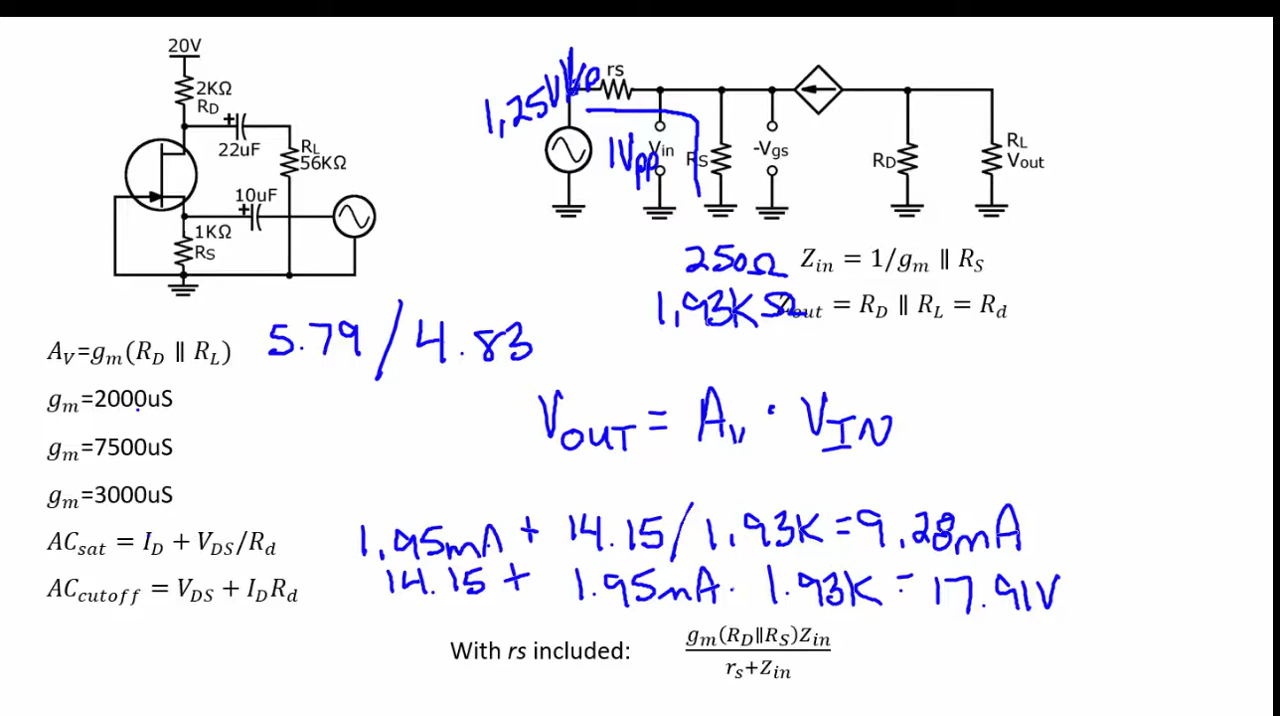 20V
2KΩ
RD
22uF
RL
56KΩ
10uF
1KΩ
RS
1,25V
rs
1Vpp
Vin
Rs
-Vgs
RD
RL
Vout
250Ω Zin = 1/gm ∥ RS
1,93KΩ Zout = RD ∥ RL = Rd
AV=gm(RD ∥ RL) 5.79 / 4.83
gm=2000uS
VOUT = AV · VIN
gm=7500uS
gm=3000uS
ACsat = ID + VDS/Rd 1.95mA + 14.15/1,93K = 9,28mA
ACcutoff = VDS + IDRd 14.15 + 1.95mA · 1.93K = 17.91V
With rs included: gm(RD∥RS)Zin
rs+Zin